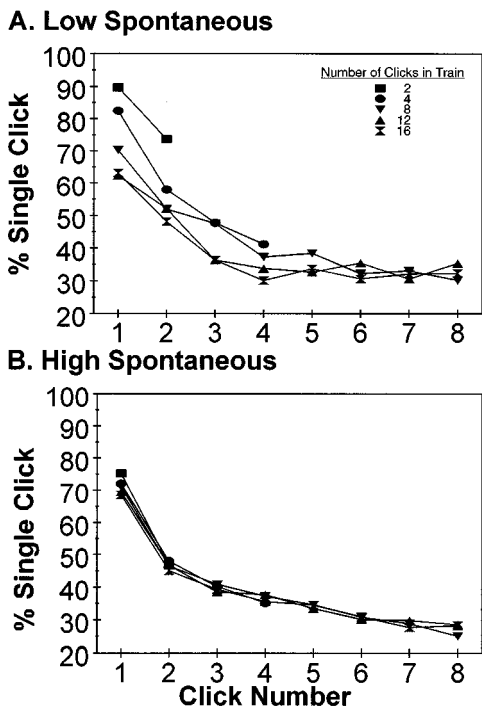 A. Low Spontaneous
100
90
80
70
60
50
40
30
20
% Single Click
Number of Clicks in Train
2
4
8
12
16
1 2 3 4 5 6 7 8
B. High Spontaneous
100
90
80
70
60
50
40
30
20
% Single Click
1 2 3 4 5 6 7 8
Click Number